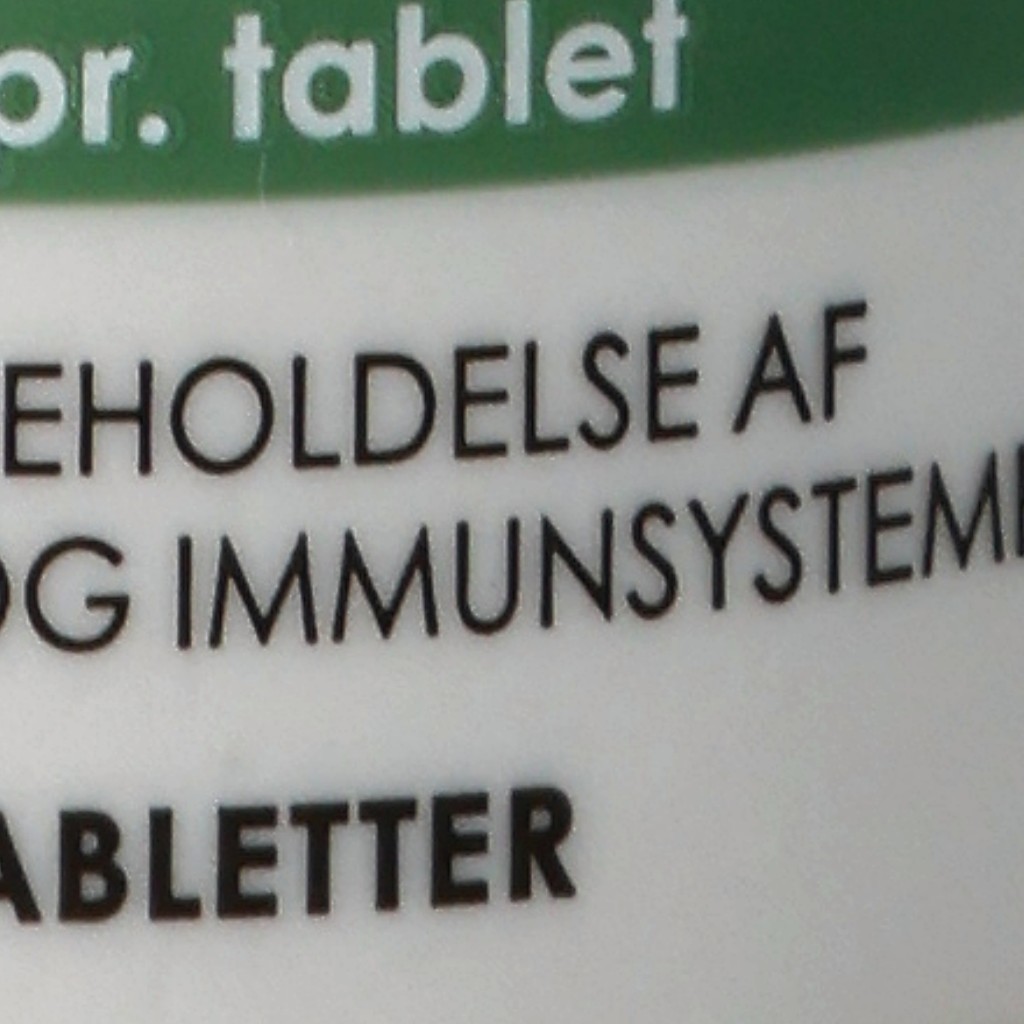 or. tablet
EHOLDELSE AF
OG IMMUNSYSTEM
ABLETTER